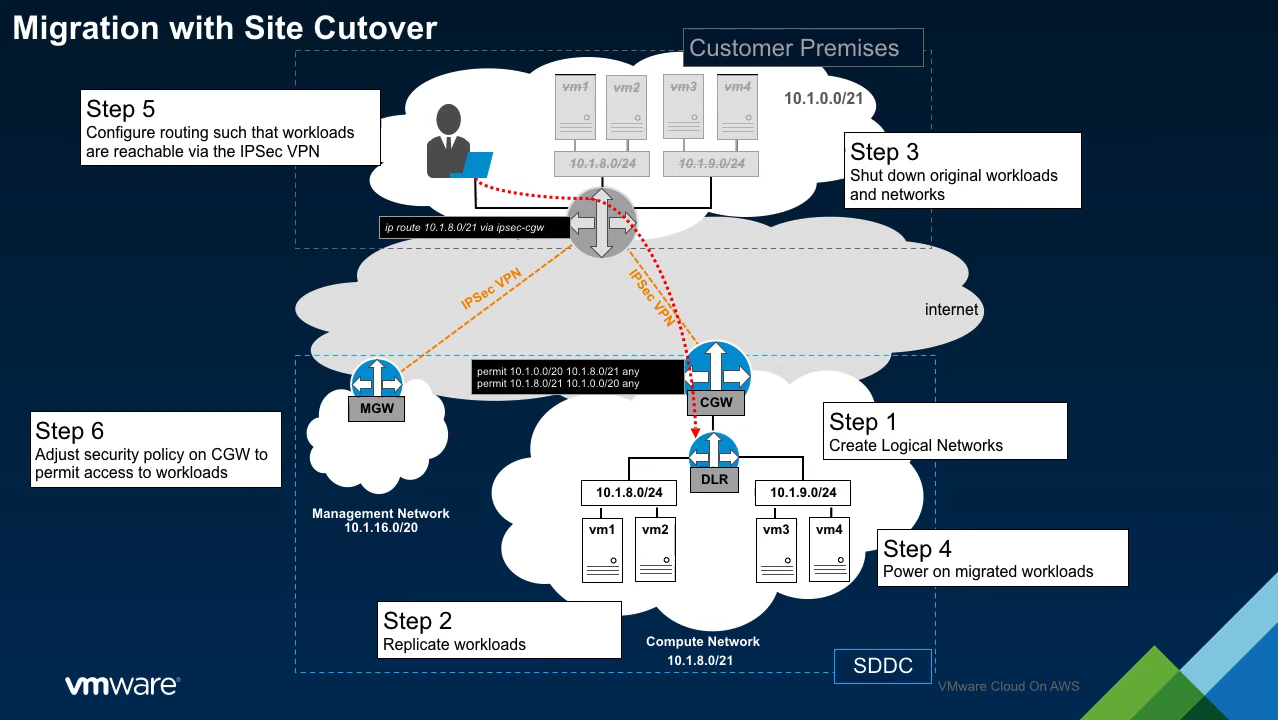 Migration with Site Cutover
Customer Premises
vm1
vm2
vm3
vm4
10.1.0.0/21
10.1.8.0/24
10.1.9.0/24
Step 5
Configure routing such that workloads
are reachable via the IPSec VPN
Step 3
Shut down original workloads
and networks
ip route 10.1.8.0/21 via ipsec-cgw
IPSec VPN
IPSec VPN
internet
permit 10.1.0.0/20 10.1.8.0/21 any
permit 10.1.8.0/21 10.1.0.0/20 any
MGW
CGW
Step 6
Adjust security policy on CGW to
permit access to workloads
Step 1
Create Logical Networks
DLR
10.1.8.0/24
10.1.9.0/24
Management Network
10.1.16.0/20
vm1
vm2
vm3
vm4
Step 4
Power on migrated workloads
Step 2
Replicate workloads
Compute Network
10.1.8.0/21
SDDC
vmware®
VMware Cloud On AWS